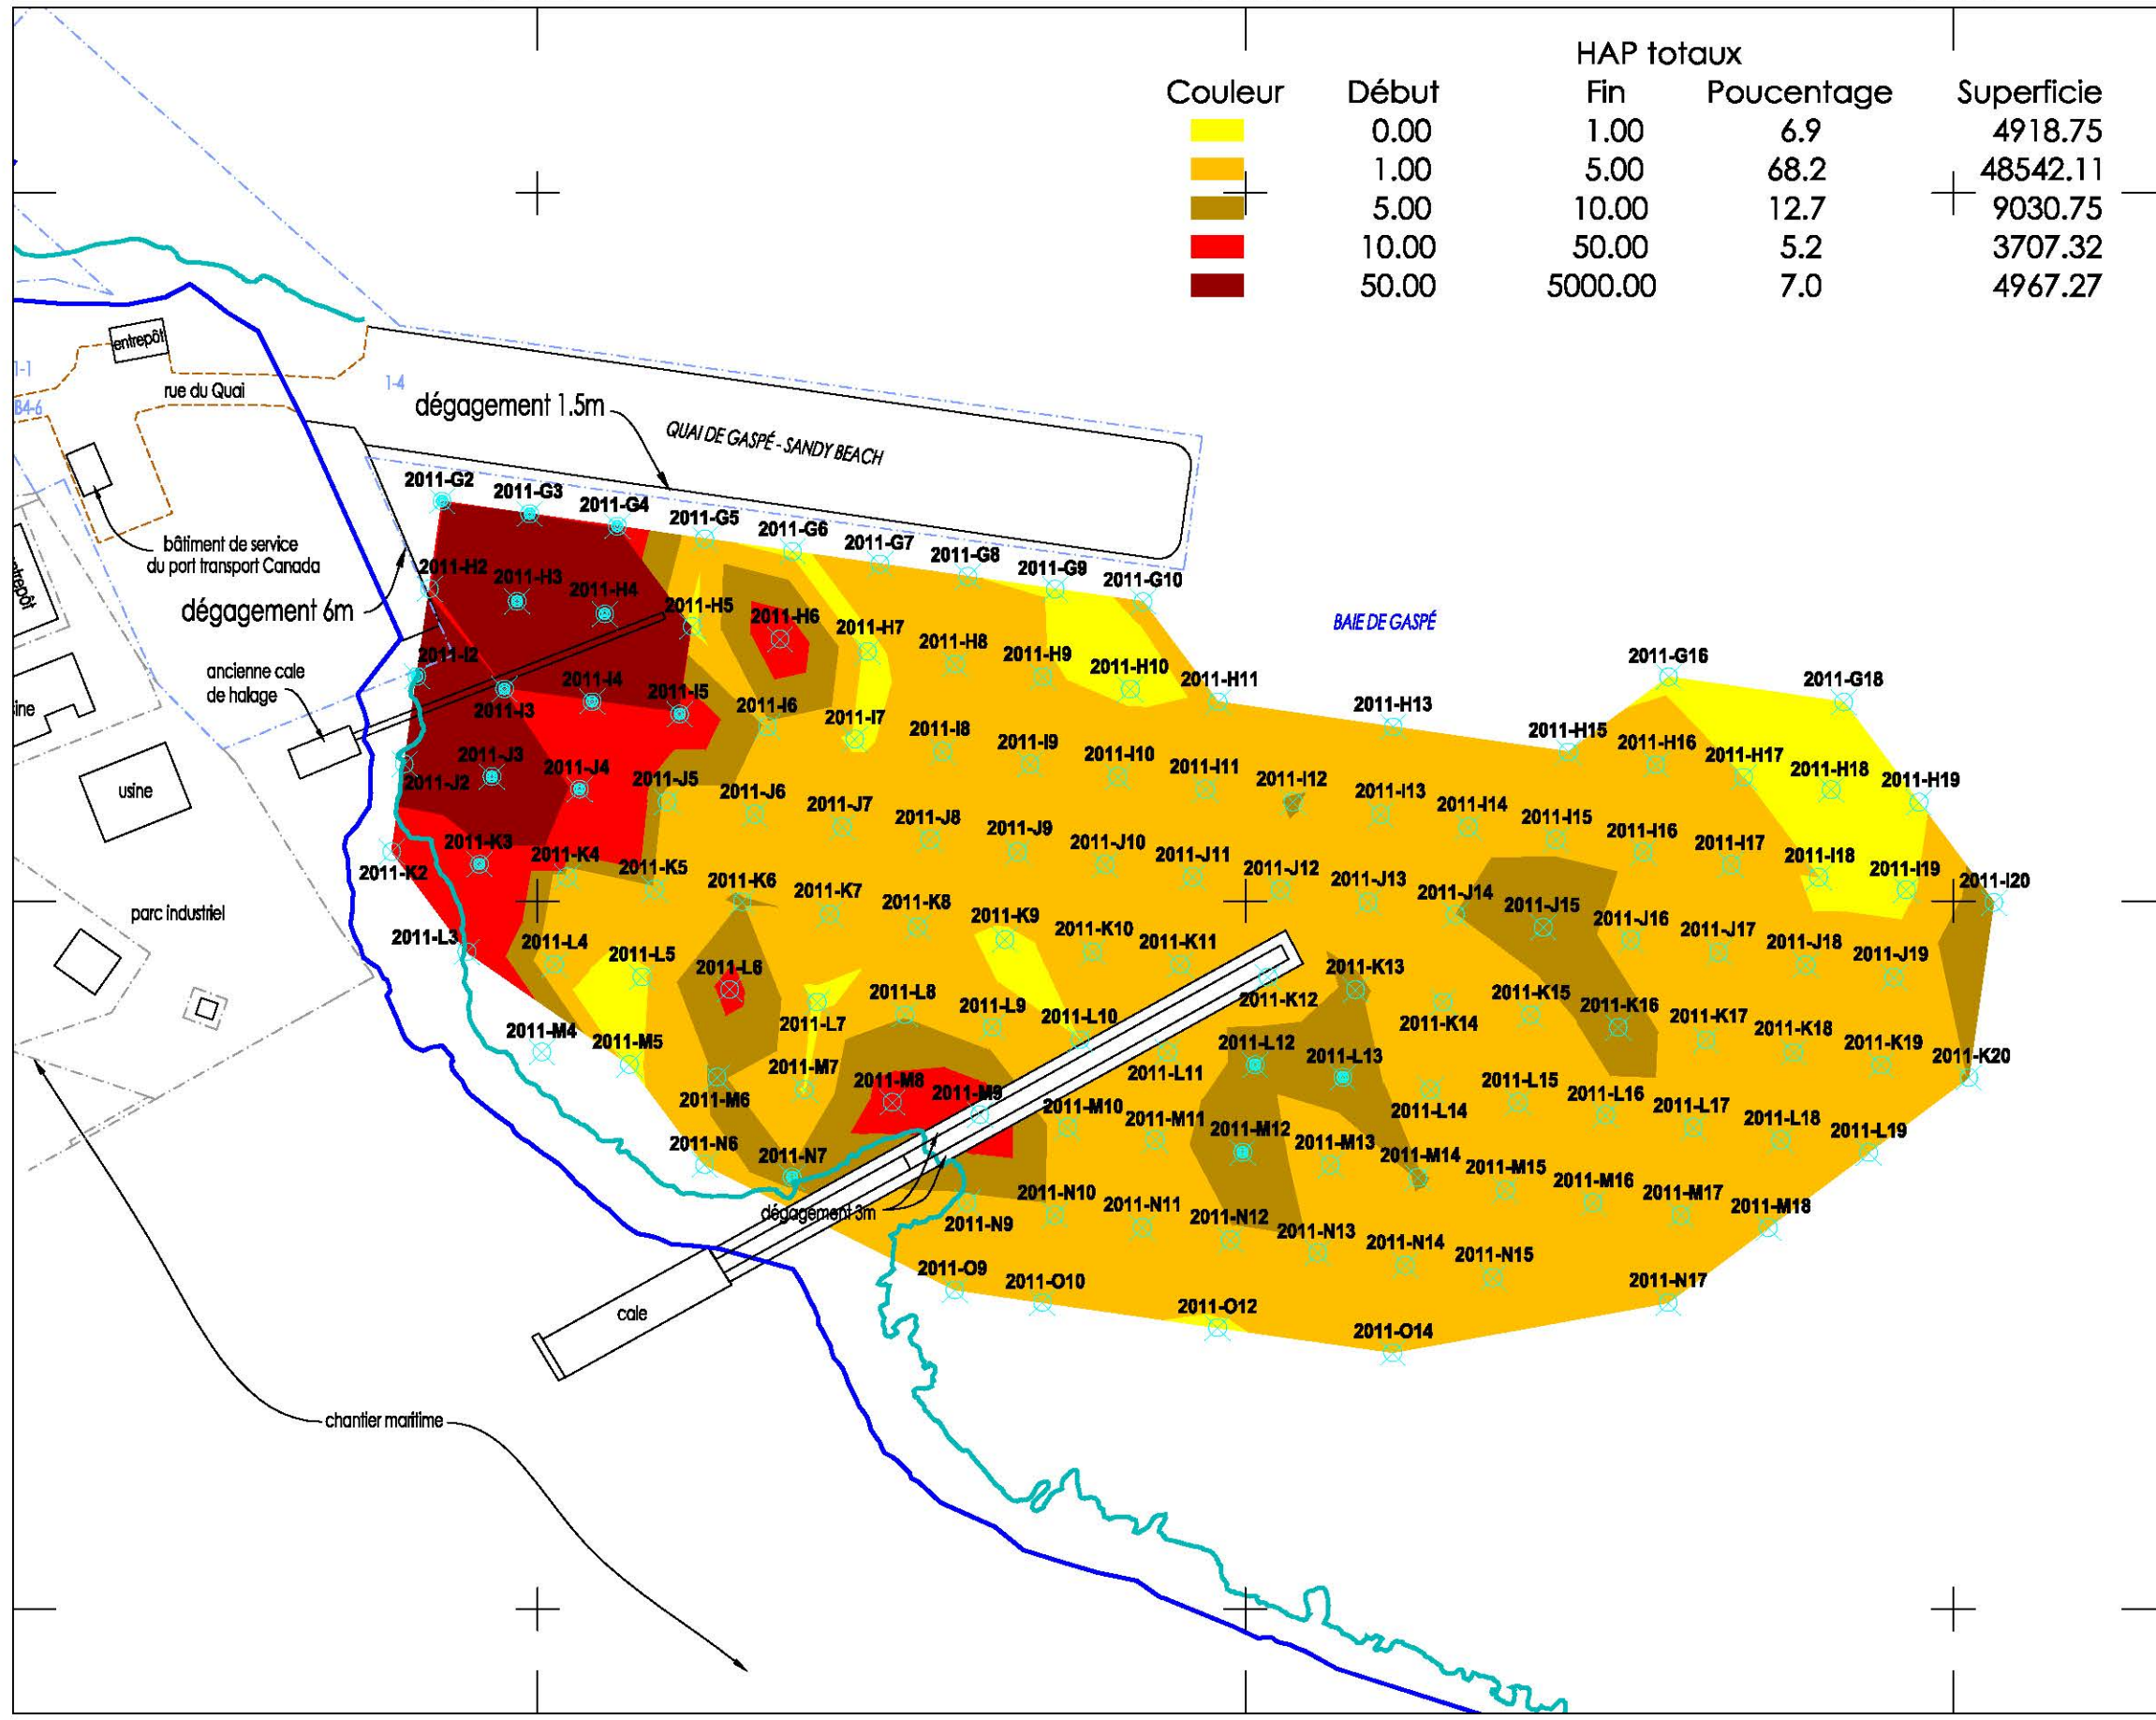 HAP totaux
Couleur Début Fin Poucentage Superficie
0.00 1.00 6.9 4918.75
1.00 5.00 68.2 48542.11
5.00 10.00 12.7 9030.75
10.00 50.00 5.2 3707.32
50.00 5000.00 7.0 4967.27
entrepôt
1-1
rue du Quai
1-4
B4-6
dégagement 1.5m
QUAI DE GASPÉ - SANDY BEACH
bâtiment de service
du port transport Canada
dégagement 6m
ancienne cale
de halage
usine
parc industriel
BAIE DE GASPÉ
2011-G2
2011-G3
2011-G4
2011-G5
2011-G6
2011-G7
2011-G8
2011-G9
2011-G10
2011-G16
2011-G18
2011-H2
2011-H3
2011-H4
2011-H5
2011-H6
2011-H7
2011-H8
2011-H9
2011-H10
2011-H11
2011-H13
2011-H15
2011-H16
2011-H17
2011-H18
2011-H19
2011-I2
2011-I3
2011-I4
2011-I5
2011-I6
2011-I7
2011-I8
2011-I9
2011-I10
2011-I11
2011-I12
2011-I13
2011-I14
2011-I15
2011-I16
2011-I17
2011-I18
2011-I19
2011-I20
2011-J2
2011-J3
2011-J4
2011-J5
2011-J6
2011-J7
2011-J8
2011-J9
2011-J10
2011-J11
2011-J12
2011-J13
2011-J14
2011-J15
2011-J16
2011-J17
2011-J18
2011-J19
2011-K2
2011-K3
2011-K4
2011-K5
2011-K6
2011-K7
2011-K8
2011-K9
2011-K10
2011-K11
2011-K12
2011-K13
2011-K14
2011-K15
2011-K16
2011-K17
2011-K18
2011-K19
2011-K20
2011-L3
2011-L4
2011-L5
2011-L6
2011-L7
2011-L8
2011-L9
2011-L10
2011-L11
2011-L12
2011-L13
2011-L14
2011-L15
2011-L16
2011-L17
2011-L18
2011-L19
2011-M4
2011-M5
2011-M6
2011-M7
2011-M8
2011-M9
2011-M10
2011-M11
2011-M12
2011-M13
2011-M14
2011-M15
2011-M16
2011-M17
2011-M18
2011-N6
2011-N7
2011-N9
2011-N10
2011-N11
2011-N12
2011-N13
2011-N14
2011-N15
2011-N17
2011-O9
2011-O10
2011-O12
2011-O14
dégagement 3m
cale
chantier maritime